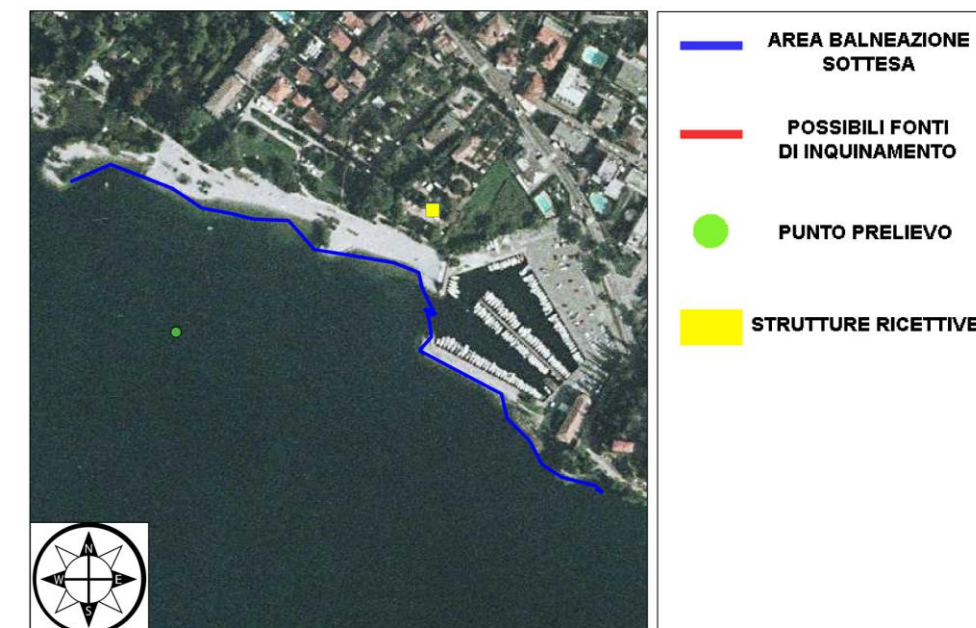 AREA BALNEAZIONE
SOTTESA
POSSIBILI FONTI
DI INQUINAMENTO
PUNTO PRELIEVO
STRUTTURE RICETTIVE
N
W E
S